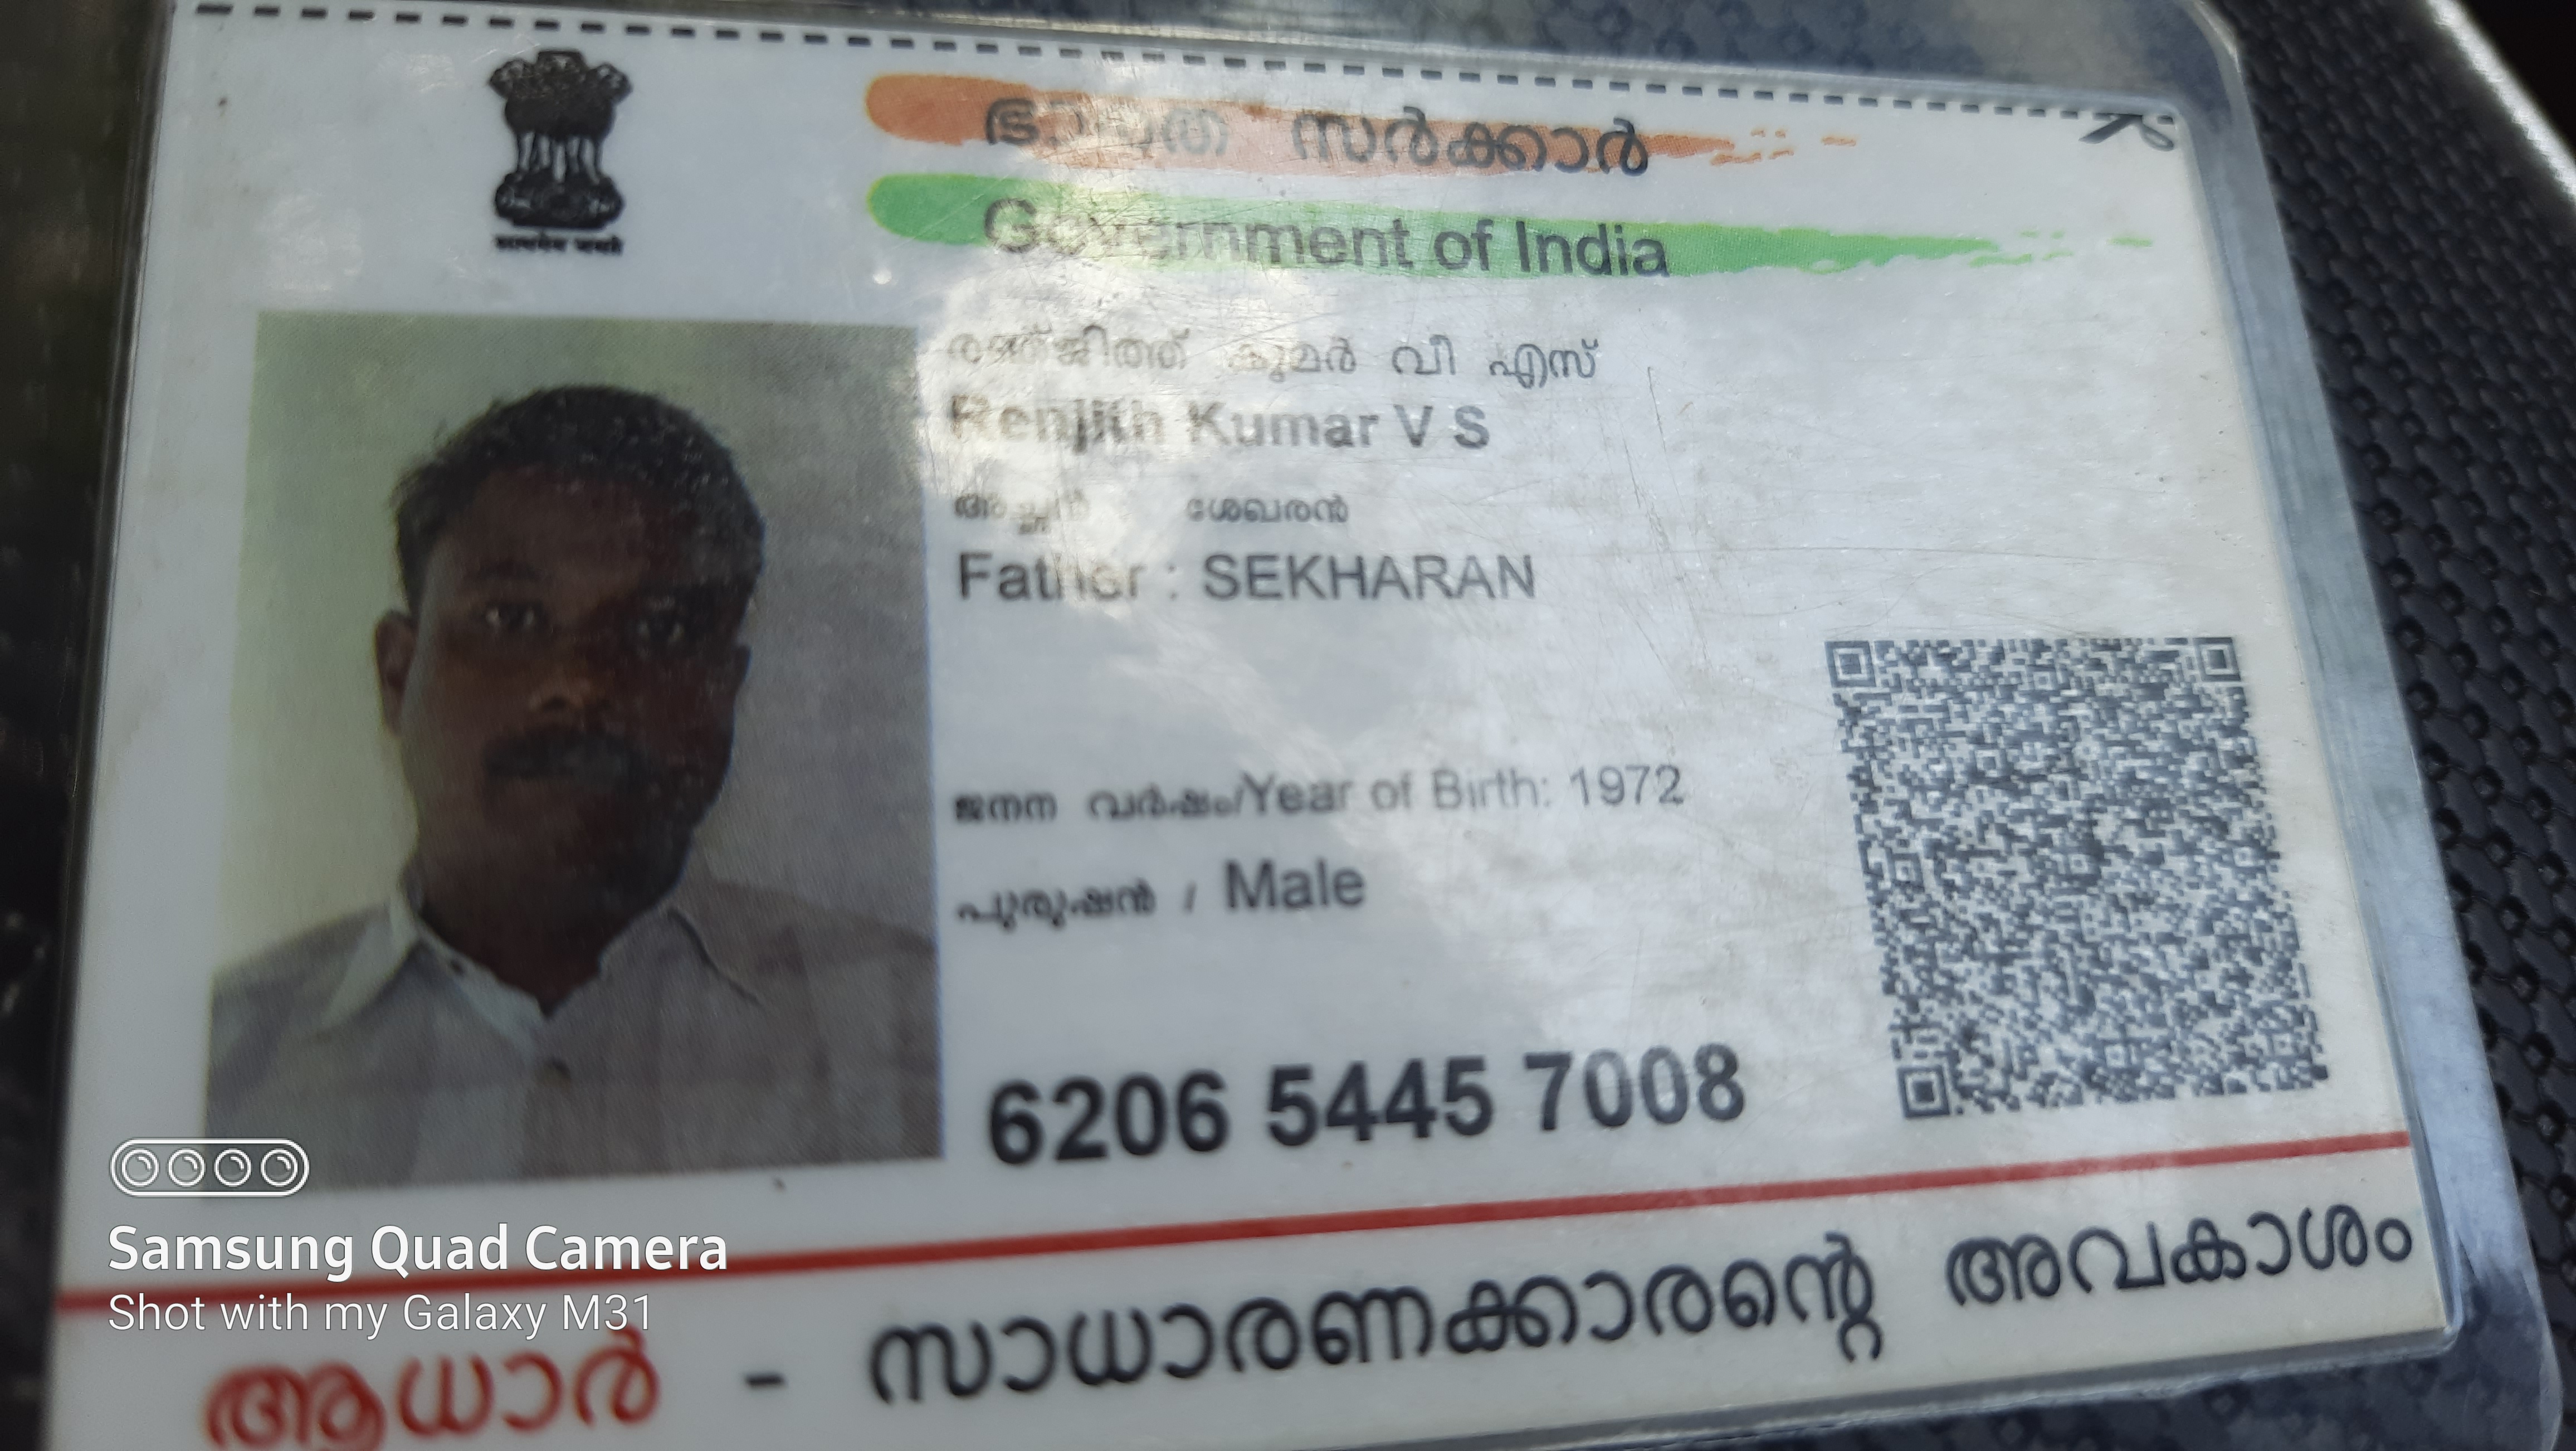 सत्यमेव जयते
ഭാരത സർക്കാർ
Government of India
രഞ്ജിത്ത് കുമർ വീ എസ്
Renjith Kumar V S
അച്ഛൻ : ശേഖരൻ
Father : SEKHARAN
ജനന വർഷം/Year of Birth: 1972
പുരുഷൻ / Male
6206 5445 7008
ആധാർ - സാധാരണക്കാരന്റെ അവകാശം
Samsung Quad Camera
Shot with my Galaxy M31